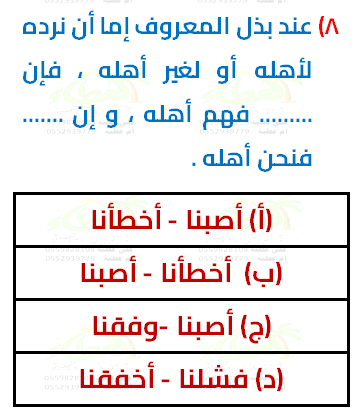 ٨) عند بذل المعروف إما أن نرده
لأهله أو لغير أهله ، فإن
......... فهم أهله ، و إن .......
فنحن أهله .
(أ) أصبنا - أخطأنا
(ب) أخطأنا - أصبنا
(ج) أصبنا -وفقنا
(د) فشلنا - أخفقنا